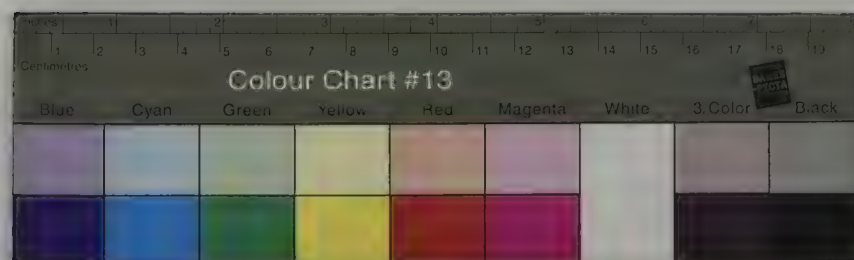 Inches 1 2 3 4 5 6 7 8
1 2 3 4 5 6 7 8 9 10 11 12 13 14 15 16 17 18 19
Centimetres
Colour Chart #13
Blue Cyan Green Yellow Red Magenta White 3.Color Black